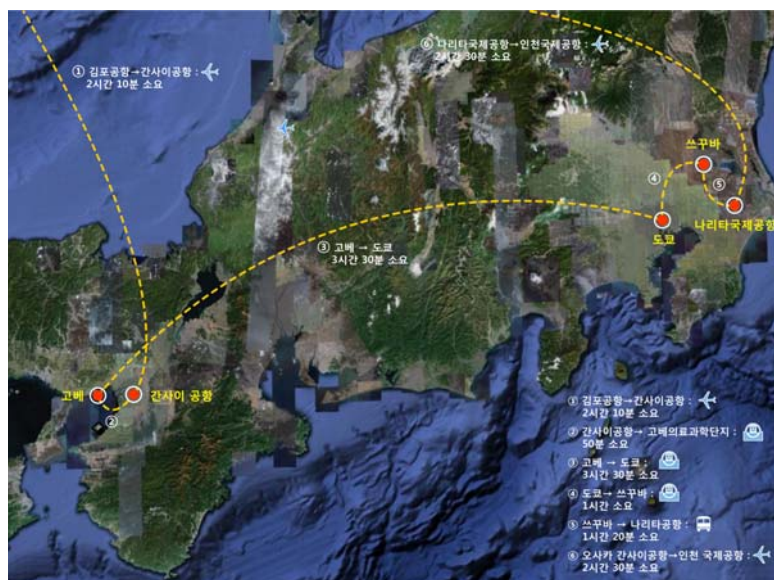 ① 김포공항→간사이공항 :
2시간 10분 소요
⑥ 나리타국제공항→인천국제공항 :
2시간 30분 소요
쓰꾸바
④
⑤
나리타국제공항
도쿄
③ 고베 → 도쿄
3시간 30분 소요
고베
간사이 공항
②
① 김포공항→간사이공항 :
2시간 10분 소요
② 간사이공항→ 고베의료과학단지 :
50분 소요
③ 고베 → 도쿄 :
3시간 30분 소요
④ 도쿄→ 쓰꾸바 :
1시간 소요
⑤ 쓰꾸바 → 나리타공항 :
1시간 20분 소요
⑥ 오사카 간사이공항→인천 국제공항 :
2시간 30분 소요